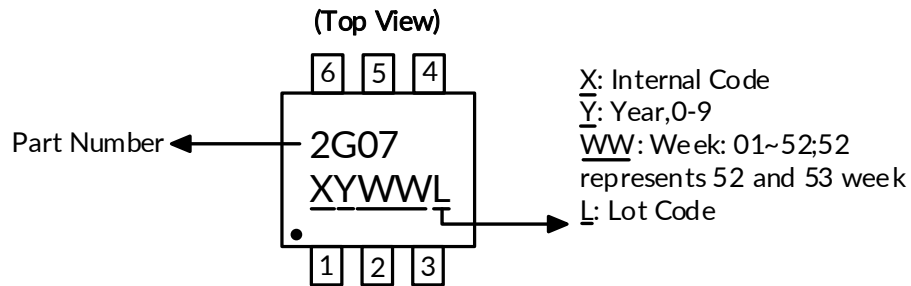 (Top View)
6 5 4
Part Number
2G07
XYWWL
1 2 3
X: Internal Code
Y: Year,0-9
WW: Week: 01~52;52
represents 52 and 53 week
L: Lot Code